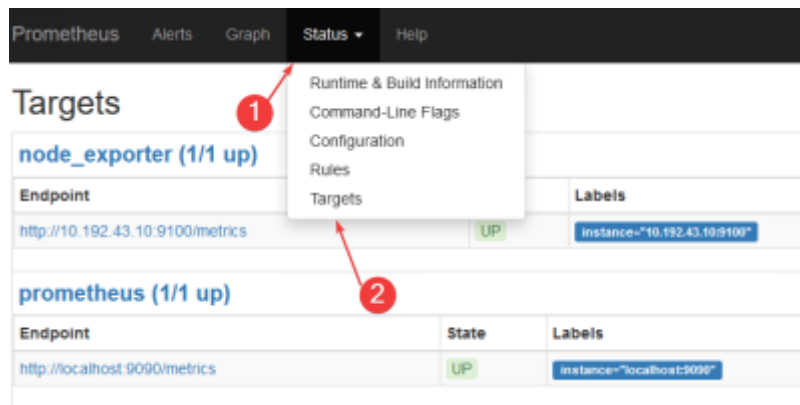 Prometheus Alerts Graph Status Help
Runtime & Build Information
Command-Line Flags
Configuration
Rules
Targets
1
Targets
node_exporter (1/1 up)
Endpoint Labels
http://10.192.43.10:9100/metrics UP instance="10.192.43.10:9100"
2
prometheus (1/1 up)
Endpoint State Labels
http://localhost:9090/metrics UP instance="localhost:9090"